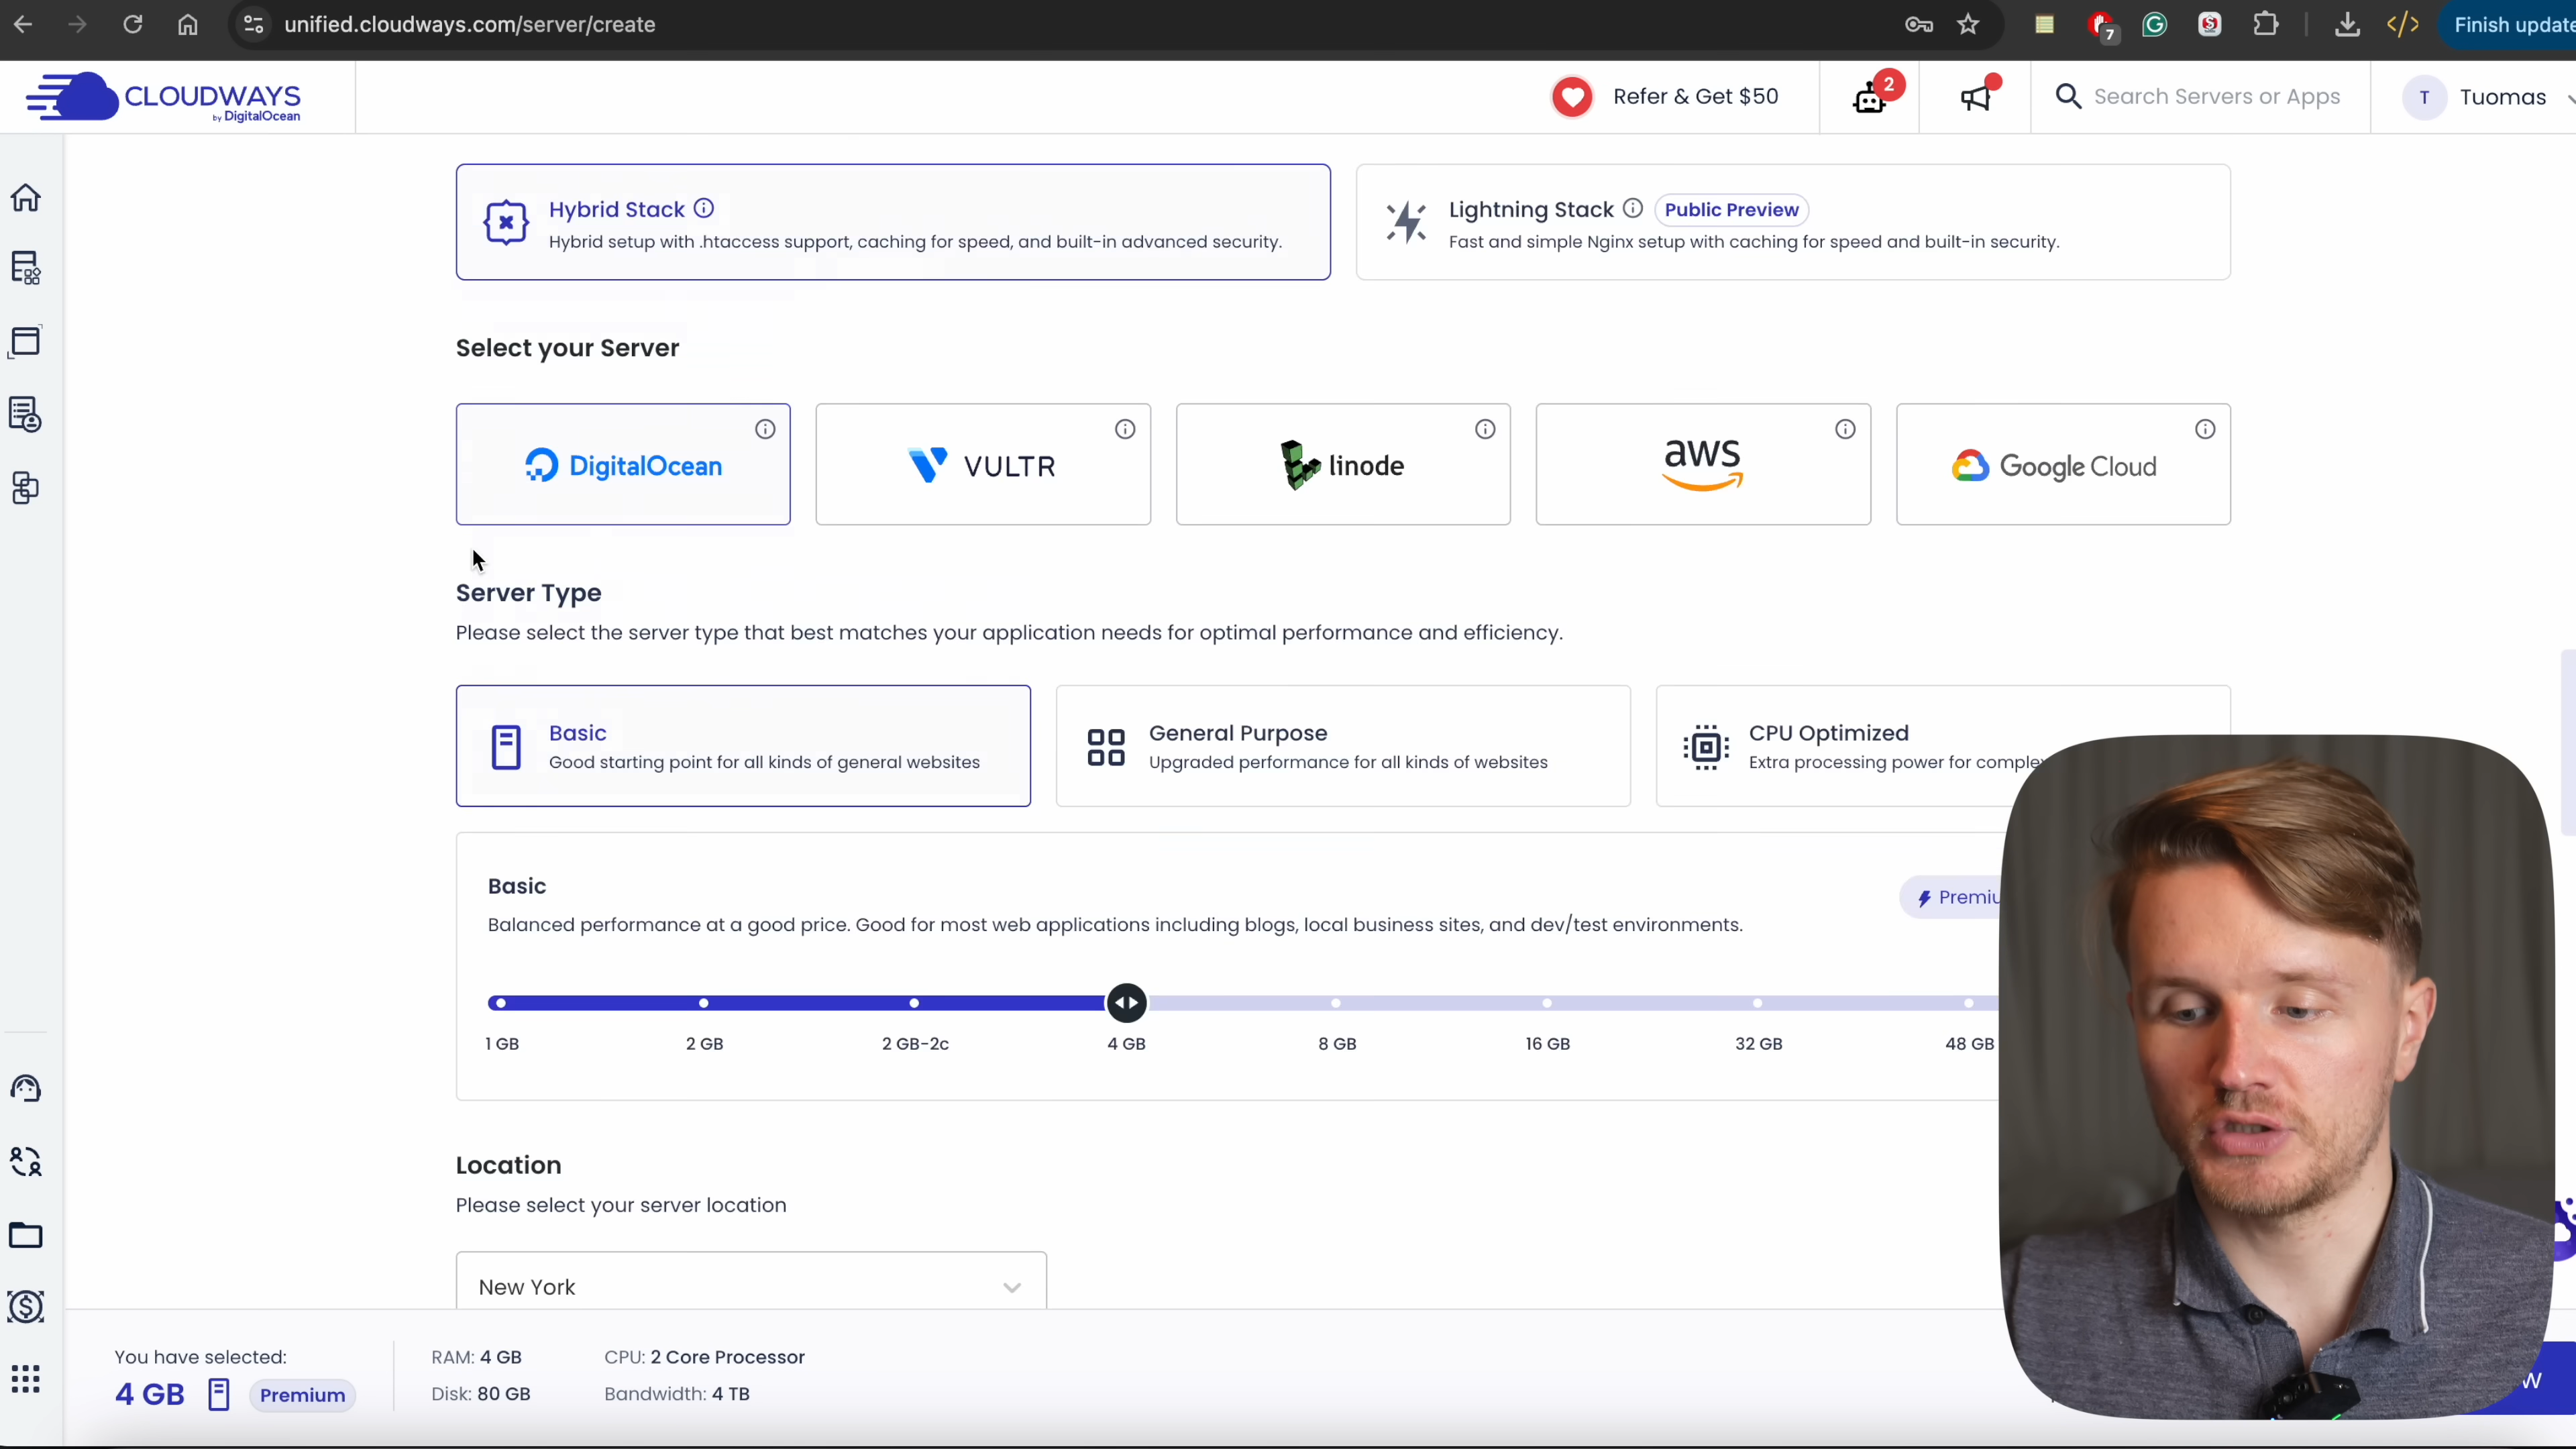 unified.cloudways.com/server/create
7
Finish update
CLOUDWAYS
by DigitalOcean
Refer & Get $50
2
Search Servers or Apps
T
Tuomas
Hybrid Stack
Hybrid setup with .htaccess support, caching for speed, and built-in advanced security.
Lightning Stack
Public Preview
Fast and simple Nginx setup with caching for speed and built-in security.
Select your Server
DigitalOcean
VULTR
linode
aws
Google Cloud
Server Type
Please select the server type that best matches your application needs for optimal performance and efficiency.
Basic
Good starting point for all kinds of general websites
General Purpose
Upgraded performance for all kinds of websites
CPU Optimized
Extra processing power for
Basic
Balanced performance at a good price. Good for most web applications including blogs, local business sites, and dev/test environments.
1 GB
2 GB
2 GB-2c
4 GB
8 GB
16 GB
32 GB
48 GB
Location
Please select your server location
New York
You have selected:
4 GB
Premium
RAM: 4 GB
Disk: 80 GB
CPU: 2 Core Processor
Bandwidth: 4 TB